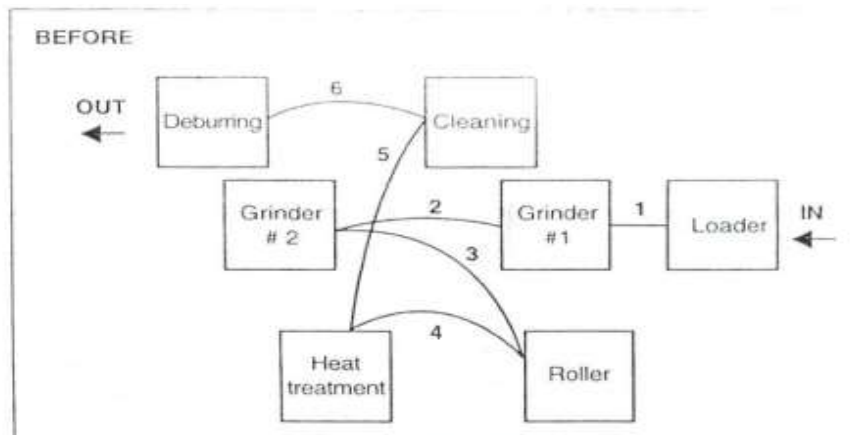 BEFORE
6
OUT
Deburring
Cleaning
5
Grinder
# 2
2
Grinder
#1
1
Loader
IN
3
4
Heat
treatment
Roller